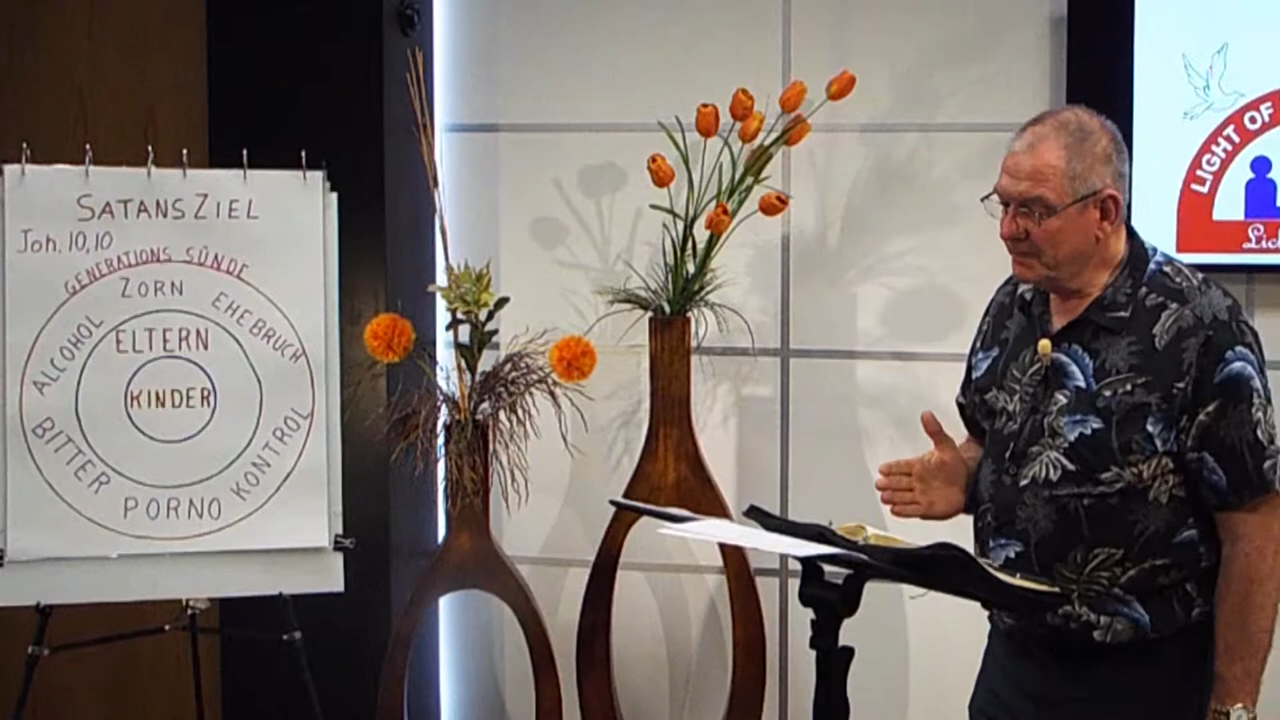 SATANS ZIEL
Joh. 10,10
GENERATIONS SÜNDE
ZORN
EHEBRUCH
ALCOHOL
ELTERN
KINDER
BITTER
PORNO
KONTROL
LIGHT OF